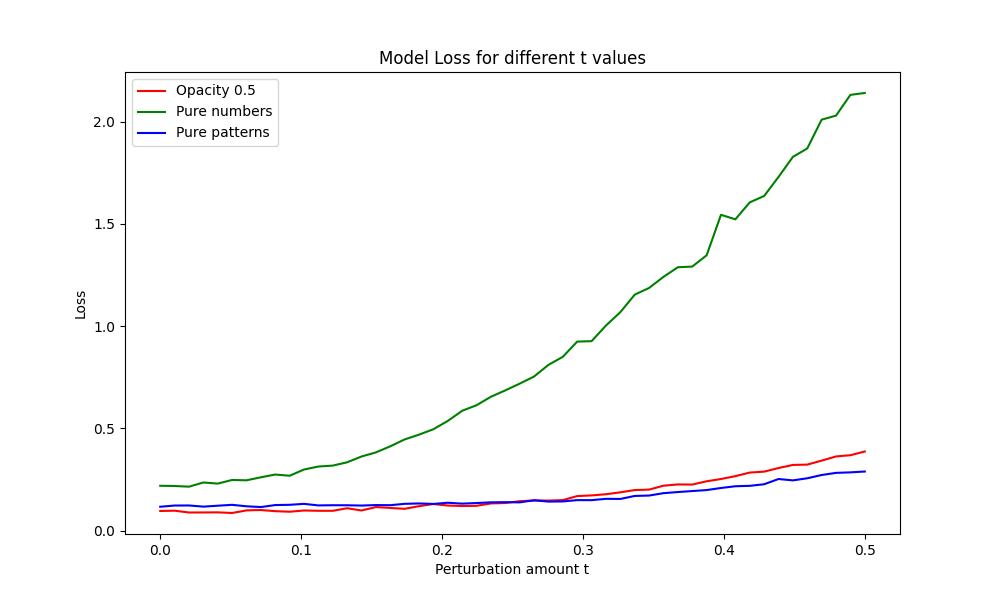 Model Loss for different t values
Opacity 0.5
Pure numbers
Pure patterns
2.0
1.5
1.0
0.5
0.0
Loss
0.0 0.1 0.2 0.3 0.4 0.5
Perturbation amount t